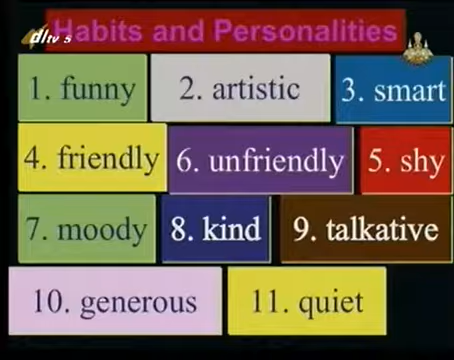 dltv 5
Habits and Personalities
1. funny 2. artistic 3. smart
4. friendly 6. unfriendly 5. shy
7. moody 8. kind 9. talkative
10. generous 11. quiet